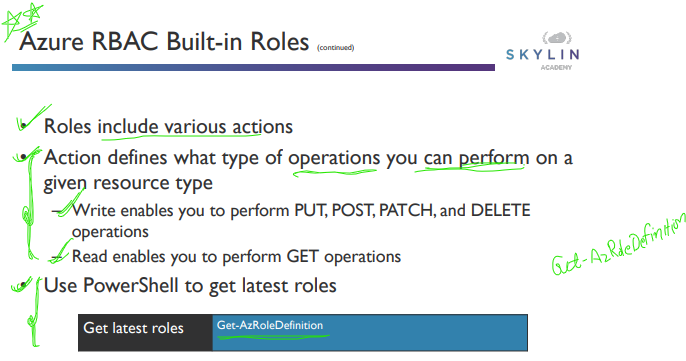 Azure RBAC Built-in Roles (continued)
SKYLIN
ACADEMY
• Roles include various actions
• Action defines what type of operations you can perform on a
given resource type
– Write enables you to perform PUT, POST, PATCH, and DELETE
operations
– Read enables you to perform GET operations
Get-AzRoleDefinition
• Use PowerShell to get latest roles
Get latest roles Get-AzRoleDefinition